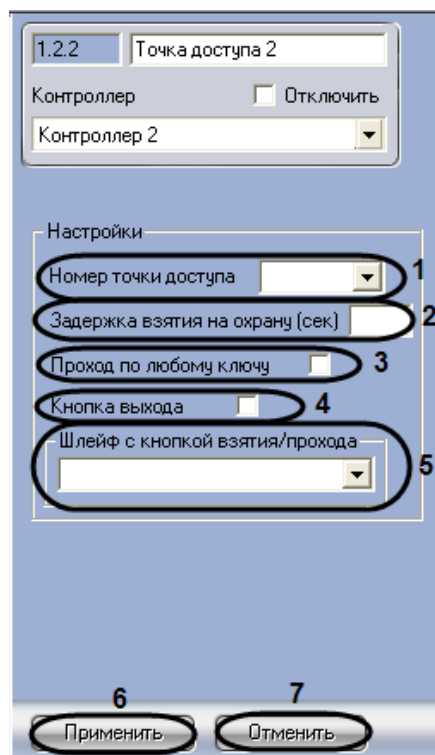 1.2.2 Точка доступа 2
Контроллер Отключить
Контроллер 2
Настройки
Номер точки доступа 1
Задержка взятия на охрану (сек) 2
Проход по любому ключу 3
Кнопка выхода 4
Шлейф с кнопкой взятия/прохода
5
6 7
Применить Отменить